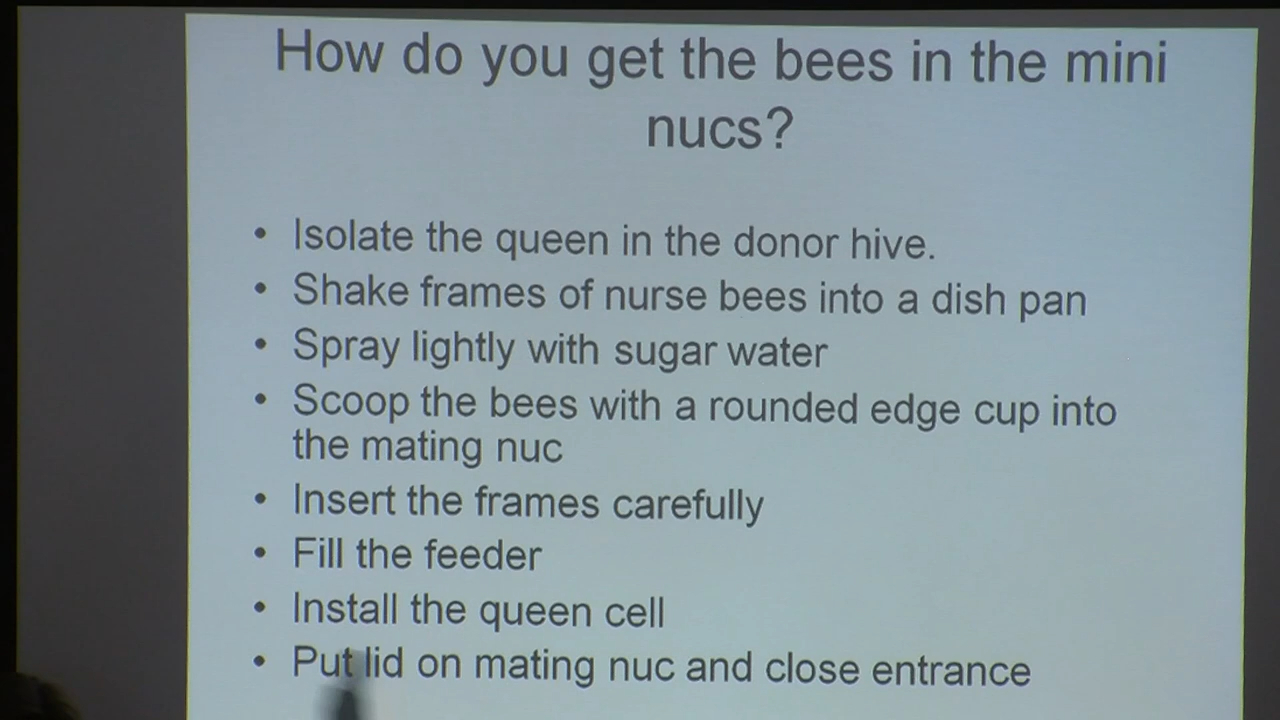 How do you get the bees in the mini
nucs?
• Isolate the queen in the donor hive.
• Shake frames of nurse bees into a dish pan
• Spray lightly with sugar water
• Scoop the bees with a rounded edge cup into
the mating nuc
• Insert the frames carefully
• Fill the feeder
• Install the queen cell
• Put lid on mating nuc and close entrance